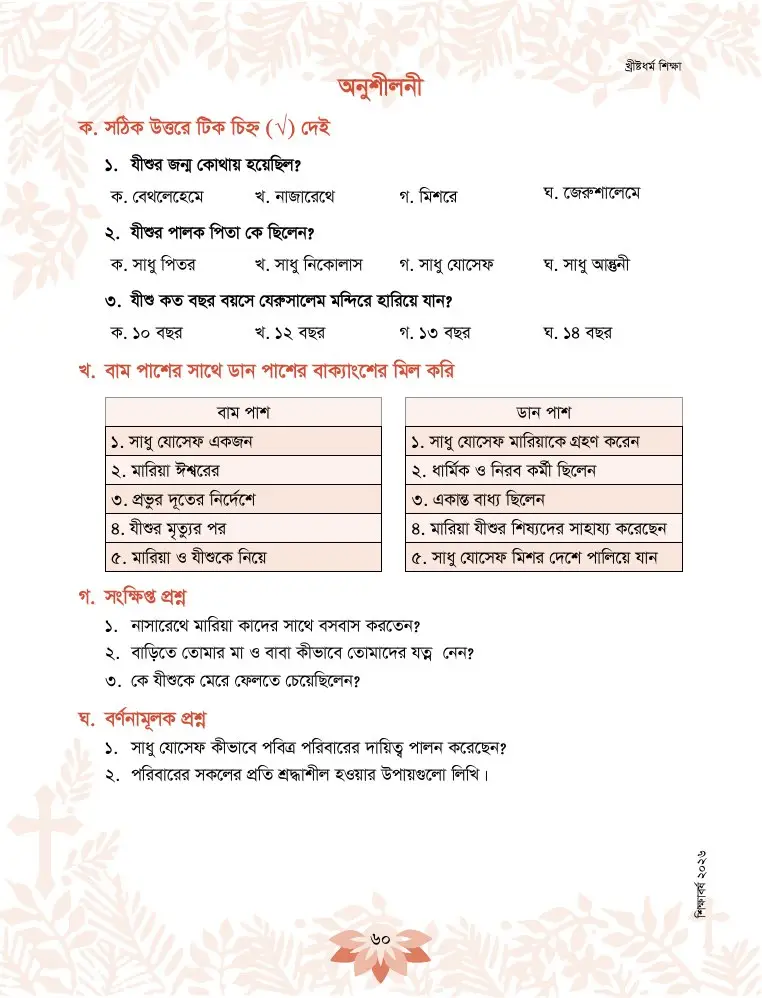 খ্রীষ্টধর্ম শিক্ষা
অনুশীলনী
ক. সঠিক উত্তরে টিক চিহ্ন (√) দেই
১. যীশুর জন্ম কোথায় হয়েছিল?
ক. বেথলেহেমে খ. নাজারেথে গ. মিশরে ঘ. জেরুশালেমে
২. যীশুর পালক পিতা কে ছিলেন?
ক. সাধু পিতর খ. সাধু নিকোলাস গ. সাধু যোসেফ ঘ. সাধু আন্তুনী
৩. যীশু কত বছর বয়সে যেরুসালেম মন্দিরে হারিয়ে যান?
ক. ১০ বছর খ. ১২ বছর গ. ১৩ বছর ঘ. ১৪ বছর
খ. বাম পাশের সাথে ডান পাশের বাক্যাংশের মিল করি
বাম পাশ ডান পাশ
১. সাধু যোসেফ একজন ১. সাধু যোসেফ মারিয়াকে গ্রহণ করেন
২. মারিয়া ঈশ্বরের ২. ধার্মিক ও নিরব কর্মী ছিলেন
৩. প্রভুর দূতের নির্দেশে ৩. একান্ত বাধ্য ছিলেন
৪. যীশুর মৃত্যুর পর ৪. মারিয়া যীশুর শিষ্যদের সাহায্য করেছেন
৫. মারিয়া ও যীশুকে নিয়ে ৫. সাধু যোসেফ মিশর দেশে পালিয়ে যান
গ. সংক্ষিপ্ত প্রশ্ন
১. নাসারেথে মারিয়া কাদের সাথে বসবাস করতেন?
২. বাড়িতে তোমার মা ও বাবা কীভাবে তোমাদের যত্ন নেন?
৩. কে যীশুকে মেরে ফেলতে চেয়েছিলেন?
ঘ. বর্ণনামূলক প্রশ্ন
১. সাধু যোসেফ কীভাবে পবিত্র পরিবারের দায়িত্ব পালন করেছেন?
২. পরিবারের সকলের প্রতি শ্রদ্ধাশীল হওয়ার উপায়গুলো লিখি।
শিক্ষাবর্ষ ২০২৬
৬০